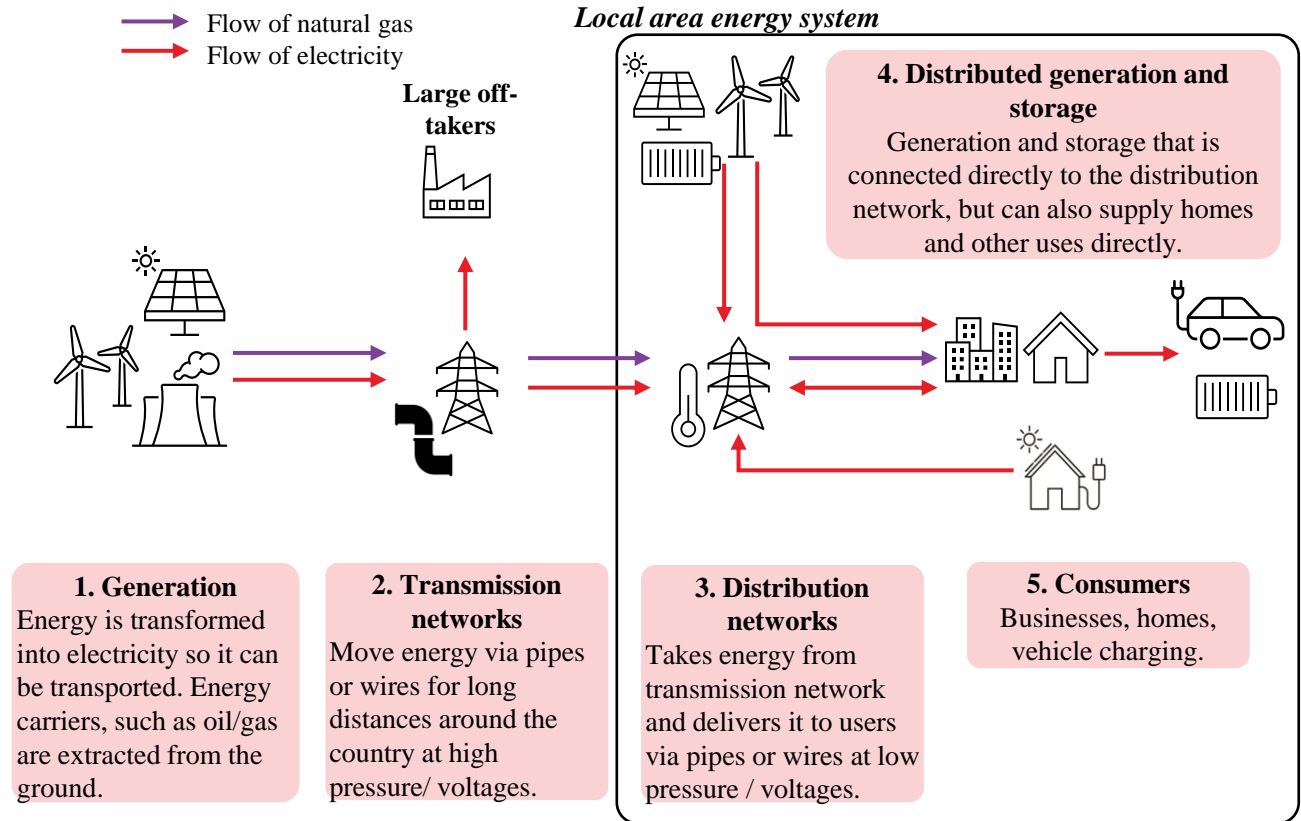 Flow of natural gas
Flow of electricity
Local area energy system
Large off-
takers
4. Distributed generation and
storage
Generation and storage that is
connected directly to the distribution
network, but can also supply homes
and other uses directly.
1. Generation
Energy is transformed
into electricity so it can
be transported. Energy
carriers, such as oil/gas
are extracted from the
ground.
2. Transmission
networks
Move energy via pipes
or wires for long
distances around the
country at high
pressure/ voltages.
3. Distribution
networks
Takes energy from
transmission network
and delivers it to users
via pipes or wires at low
pressure / voltages.
5. Consumers
Businesses, homes,
vehicle charging.